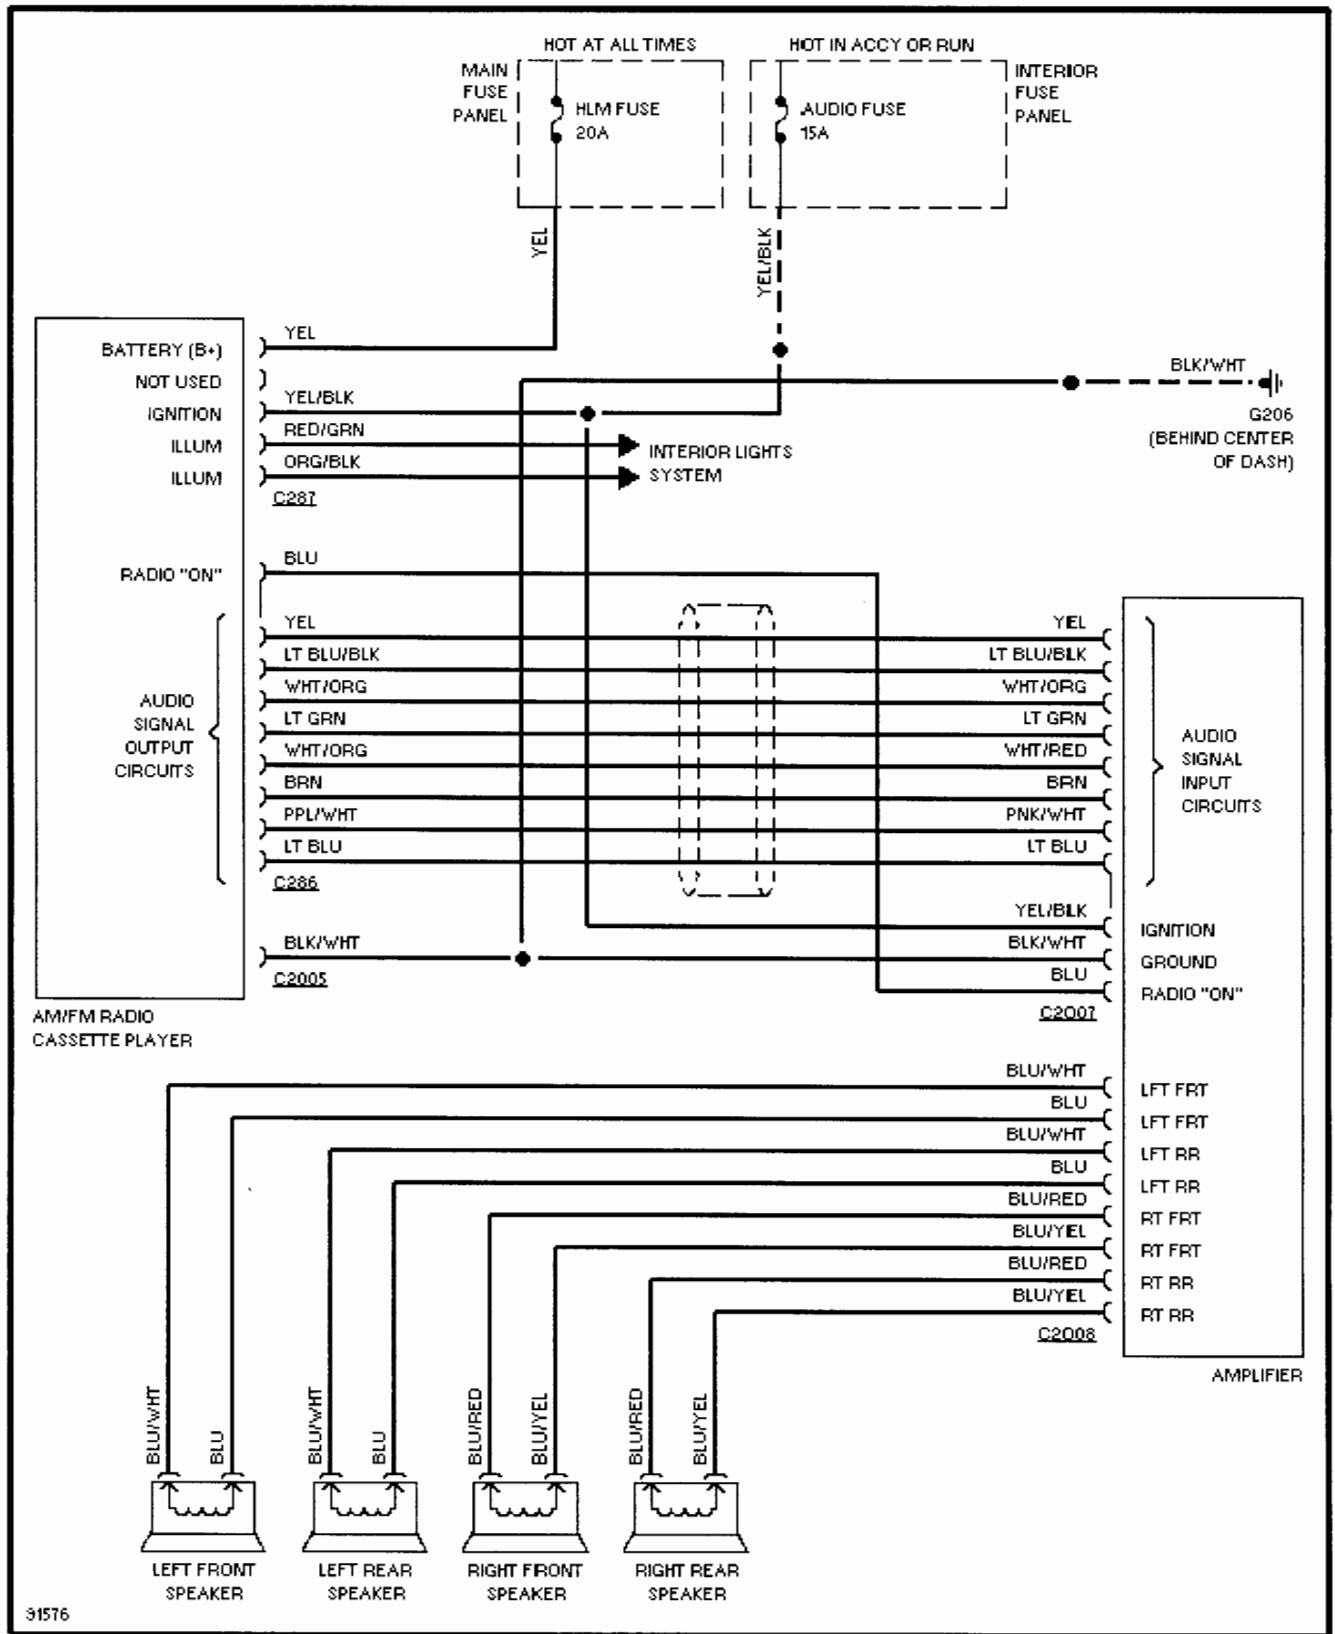 HOT AT ALL TIMES
HOT IN ACCY OR RUN
MAIN
FUSE
PANEL
HLM FUSE
20A
AUDIO FUSE
15A
INTERIOR
FUSE
PANEL
YEL
YEL/BLK
BATTERY (B+)
YEL
NOT USED
IGNITION
YEL/BLK
ILLUM
RED/GRN
ILLUM
ORG/BLK
C287
INTERIOR LIGHTS
SYSTEM
BLK/WHT
G206
(BEHIND CENTER
OF DASH)
RADIO "ON"
BLU
AUDIO
SIGNAL
OUTPUT
CIRCUITS
YEL
LT BLU/BLK
WHT/ORG
LT GRN
WHT/ORG
BRN
PPL/WHT
LT BLU
C286
BLK/WHT
C2005
AM/FM RADIO
CASSETTE PLAYER
YEL
LT BLU/BLK
WHT/ORG
LT GRN
WHT/RED
BRN
PNK/WHT
LT BLU
AUDIO
SIGNAL
INPUT
CIRCUITS
YEL/BLK
IGNITION
BLK/WHT
GROUND
BLU
RADIO "ON"
C2007
BLU/WHT
LFT FRT
BLU
LFT FRT
BLU/WHT
LFT RR
BLU
LFT RR
BLU/RED
RT FRT
BLU/YEL
RT FRT
BLU/RED
RT RR
BLU/YEL
RT RR
C2008
AMPLIFIER
BLU/WHT
BLU
BLU/WHT
BLU
BLU/RED
BLU/YEL
BLU/RED
BLU/YEL
LEFT FRONT
SPEAKER
LEFT REAR
SPEAKER
RIGHT FRONT
SPEAKER
RIGHT REAR
SPEAKER
91576